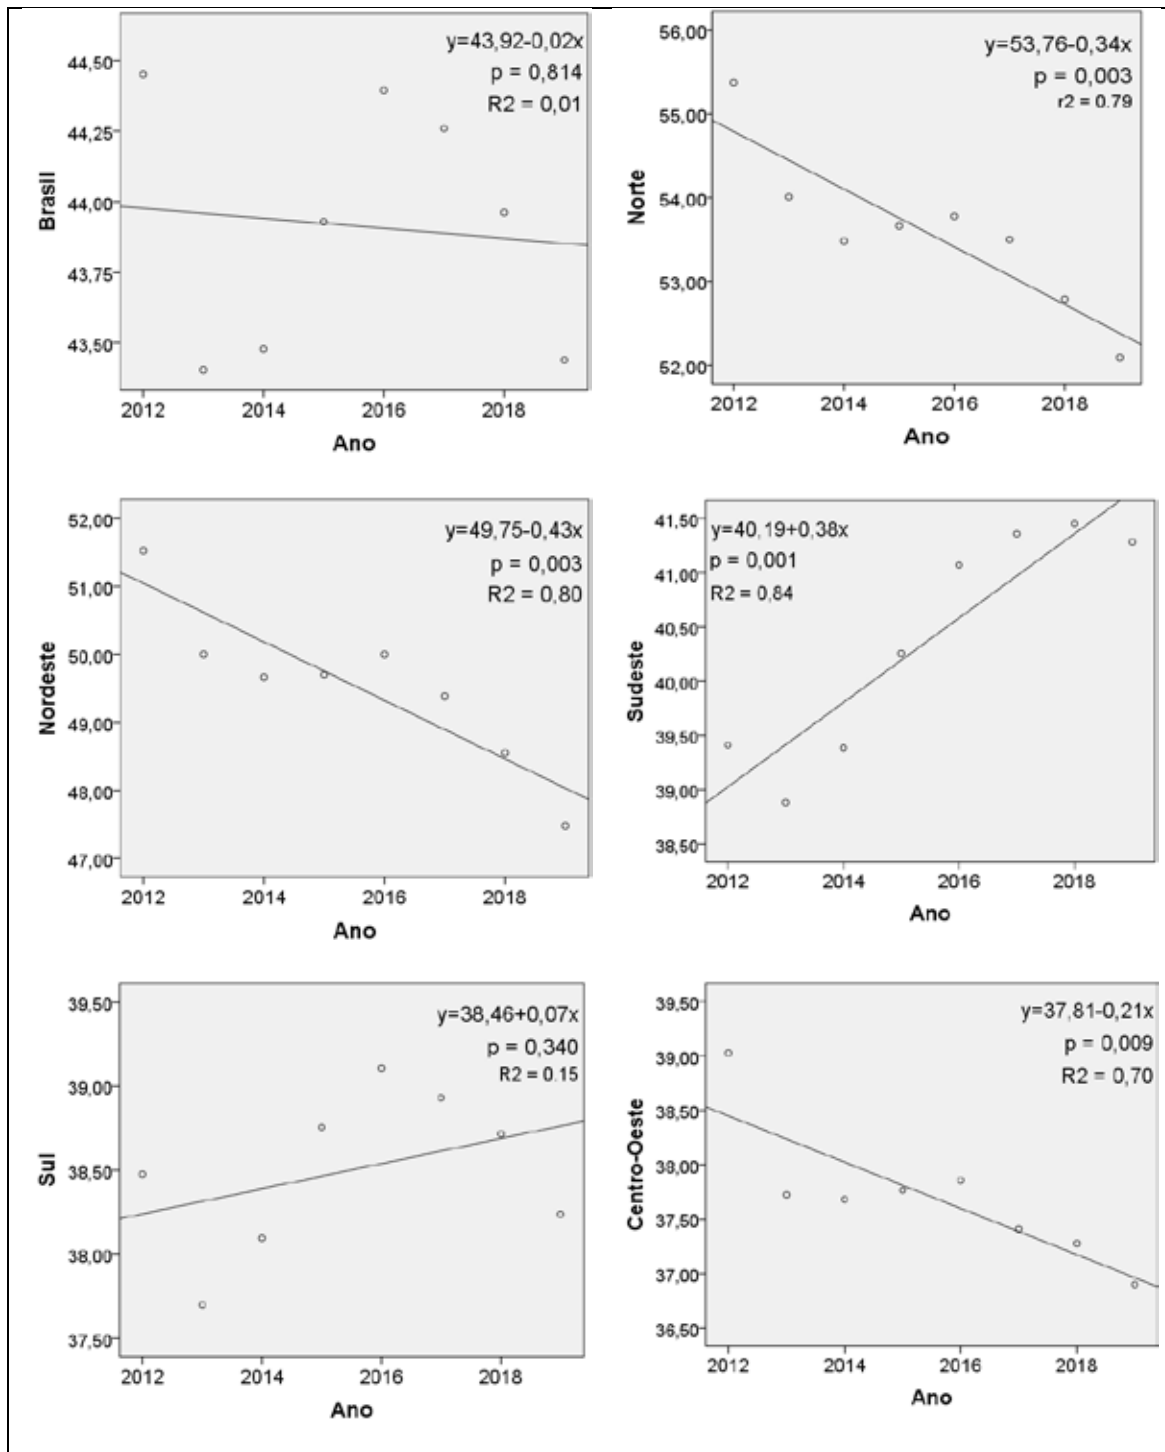 y=43,92-0,02x
p = 0,814
R2 = 0,01
44,50
44,25
44,00
43,75
43,50
Brasil
2012 2014 2016 2018
Ano
y=53,76-0,34x
p = 0,003
r2 = 0.79
56,00
55,00
54,00
53,00
52,00
Norte
2012 2014 2016 2018
Ano
y=49,75-0,43x
p = 0,003
R2 = 0,80
52,00
51,00
50,00
49,00
48,00
47,00
Nordeste
2012 2014 2016 2018
Ano
y=40,19+0,38x
p = 0,001
R2 = 0,84
41,50
41,00
40,50
40,00
39,50
39,00
38,50
Sudeste
2012 2014 2016 2018
Ano
y=38,46+0,07x
p = 0,340
R2 = 0.15
39,50
39,00
38,50
38,00
37,50
Sul
2012 2014 2016 2018
Ano
y=37,81-0,21x
p = 0,009
R2 = 0,70
39,50
39,00
38,50
38,00
37,50
37,00
36,50
Centro-Oeste
2012 2014 2016 2018
Ano